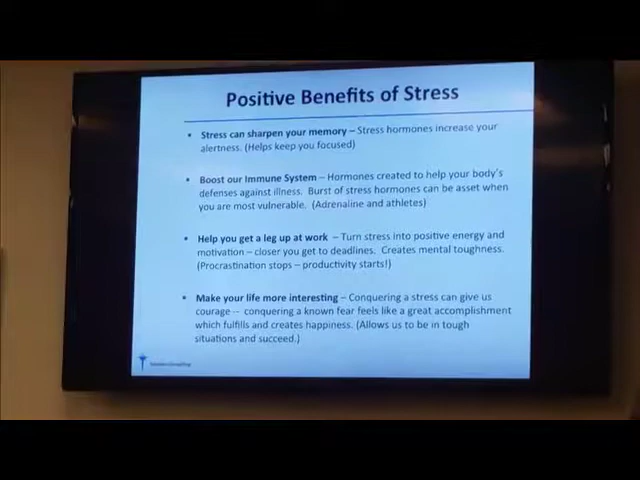 Positive Benefits of Stress
• Stress can sharpen your memory – Stress hormones increase your
alertness. (Helps keep you focused)
• Boost our Immune System – Hormones created to help your body's
defenses against illness. Burst of stress hormones can be asset when
you are most vulnerable. (Adrenaline and athletes)
• Help you get a leg up at work – Turn stress into positive energy and
motivation – closer you get to deadlines. Creates mental toughness.
(Procrastination stops – productivity starts!)
• Make your life more interesting – Conquering a stress can give us
courage -- conquering a known fear feels like a great accomplishment
which fulfills and creates happiness. (Allows us to be in tough
situations and succeed.)